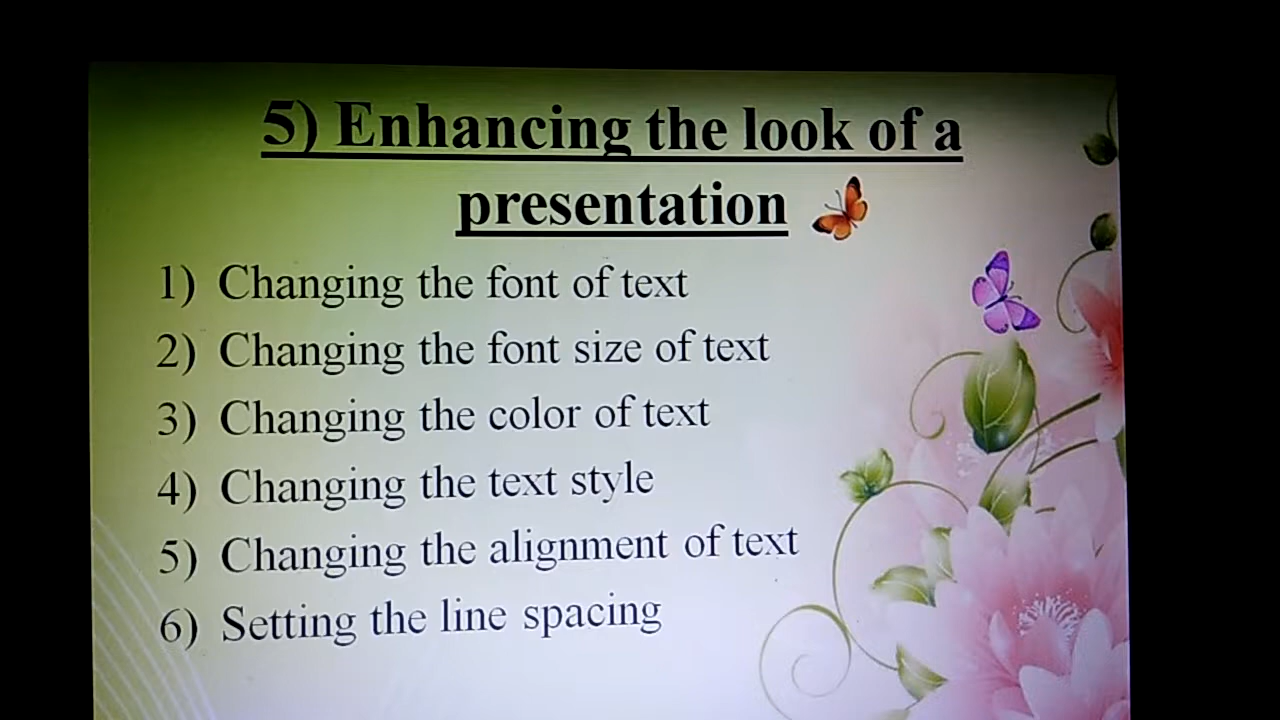 5) Enhancing the look of a
presentation
1) Changing the font of text
2) Changing the font size of text
3) Changing the color of text
4) Changing the text style
5) Changing the alignment of text
6) Setting the line spacing